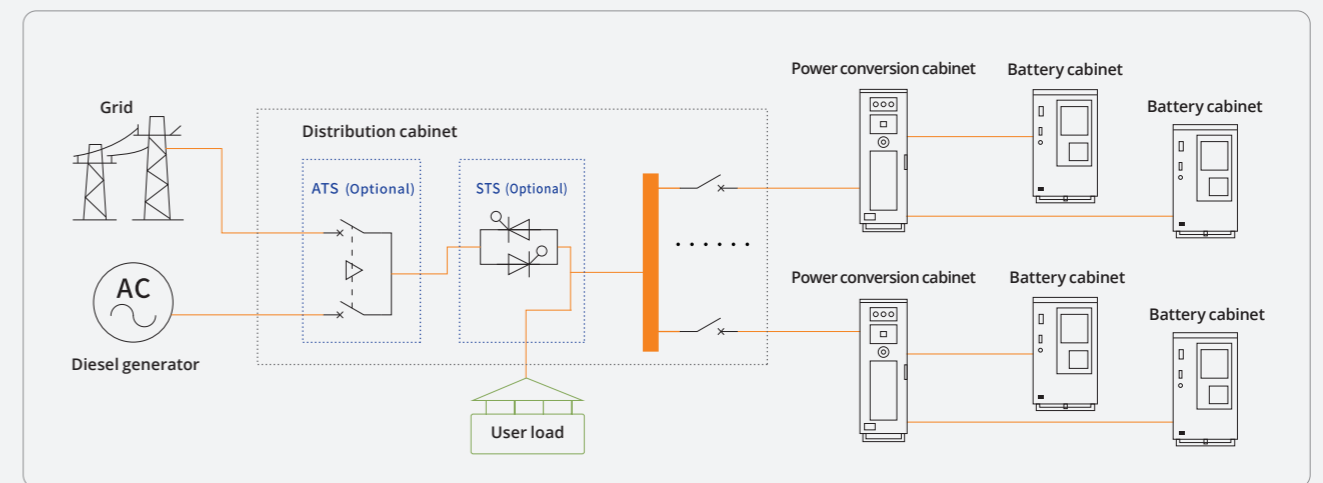 Power conversion cabinet
Battery cabinet
Battery cabinet
Grid
Distribution cabinet
ATS (Optional)
STS (Optional)
AC
Diesel generator
User load
Power conversion cabinet
Battery cabinet
Battery cabinet